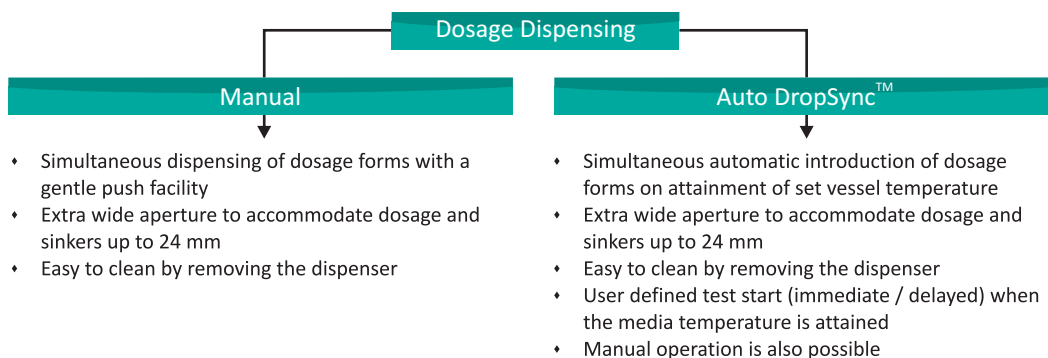 Dosage Dispensing
Manual
Simultaneous dispensing of dosage forms with a
gentle push facility
Extra wide aperture to accommodate dosage and
sinkers up to 24 mm
Easy to clean by removing the dispenser
Auto DropSync™
Simultaneous automatic introduction of dosage
forms on attainment of set vessel temperature
Extra wide aperture to accommodate dosage and
sinkers up to 24 mm
Easy to clean by removing the dispenser
User defined test start (immediate / delayed) when
the media temperature is attained
Manual operation is also possible